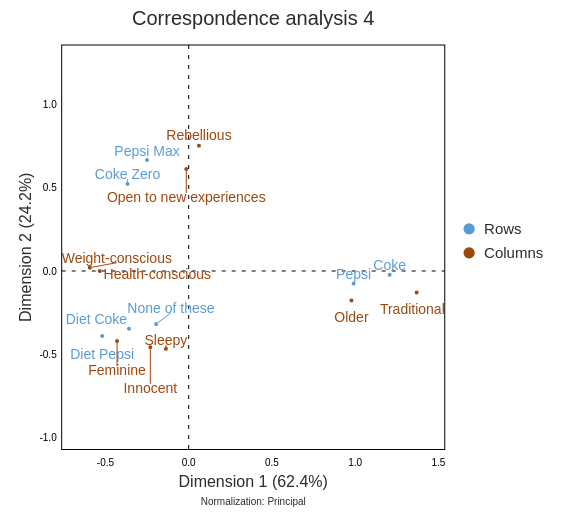 Correspondence analysis 4
1.0
Rebellious
Pepsi Max
Coke Zero
0.5
Open to new experiences
Weight-conscious
Coke
0.0
Health-conscious
Pepsi
None of these
Traditional
Diet Coke
Older
Sleepy
-0.5
Diet Pepsi
Feminine
Innocent
-1.0
-0.5
0.0
0.5
1.0
1.5
Dimension 2 (24.2%)
Dimension 1 (62.4%)
Normalization: Principal
Rows
Columns